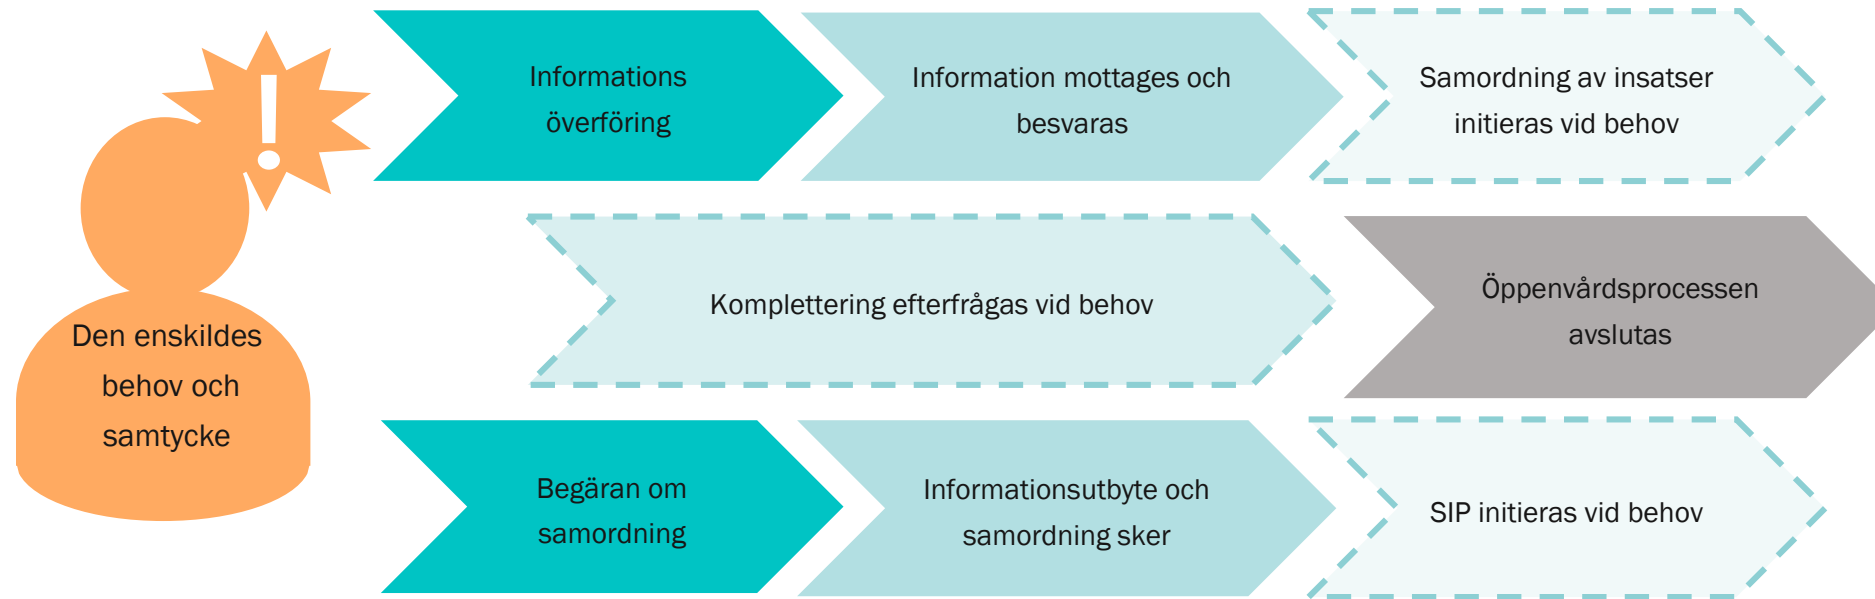 Den enskildes
behov och
samtycke
Informations
överföring
Information mottages och
besvaras
Samordning av insatser
initieras vid behov
Komplettering efterfrågas vid behov
Öppenvårdsprocessen
avslutas
Begäran om
samordning
Informationsutbyte och
samordning sker
SIP initieras vid behov